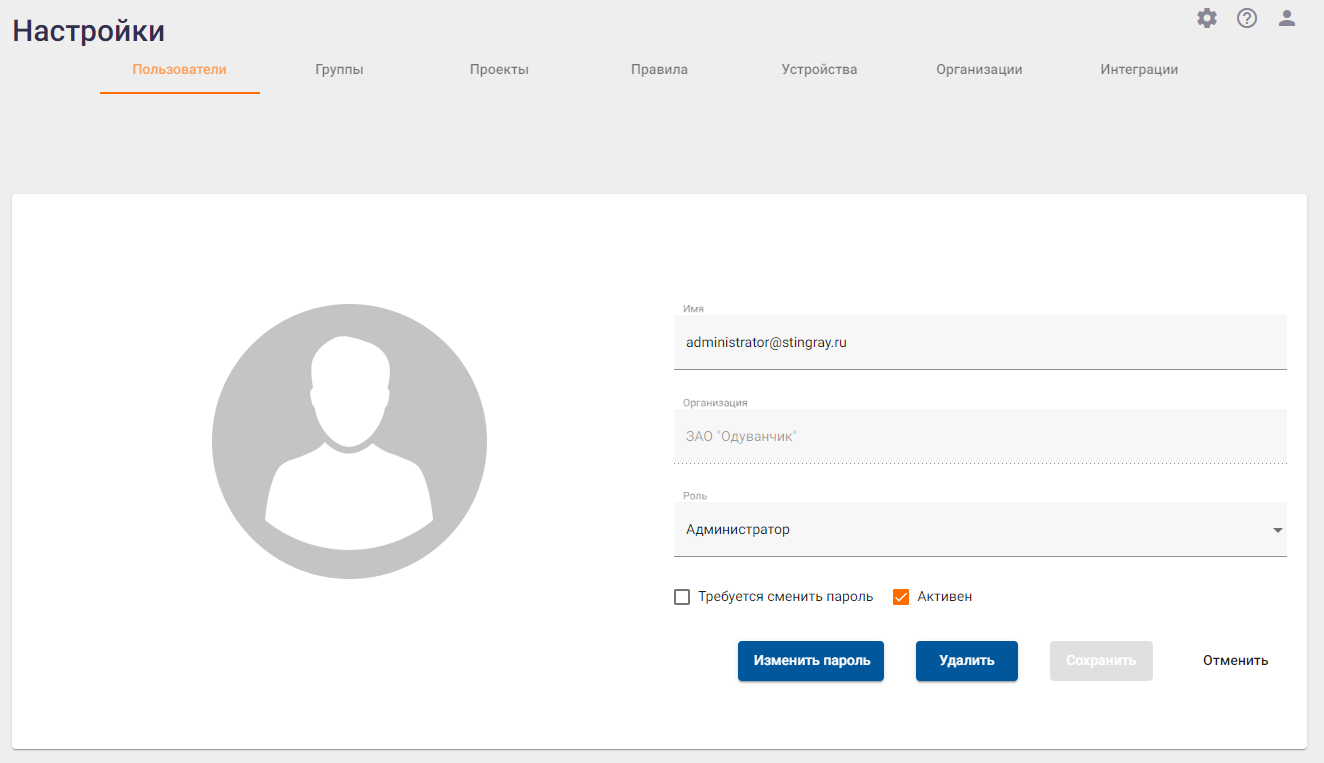 Настройки
Пользователи Группы Проекты Правила Устройства Организации Интеграции
Имя
administrator@stingray.ru
Организация
ЗАО "Одуванчик"
Роль
Администратор
Требуется сменить пароль Активен
Изменить пароль Удалить Сохранить Отменить